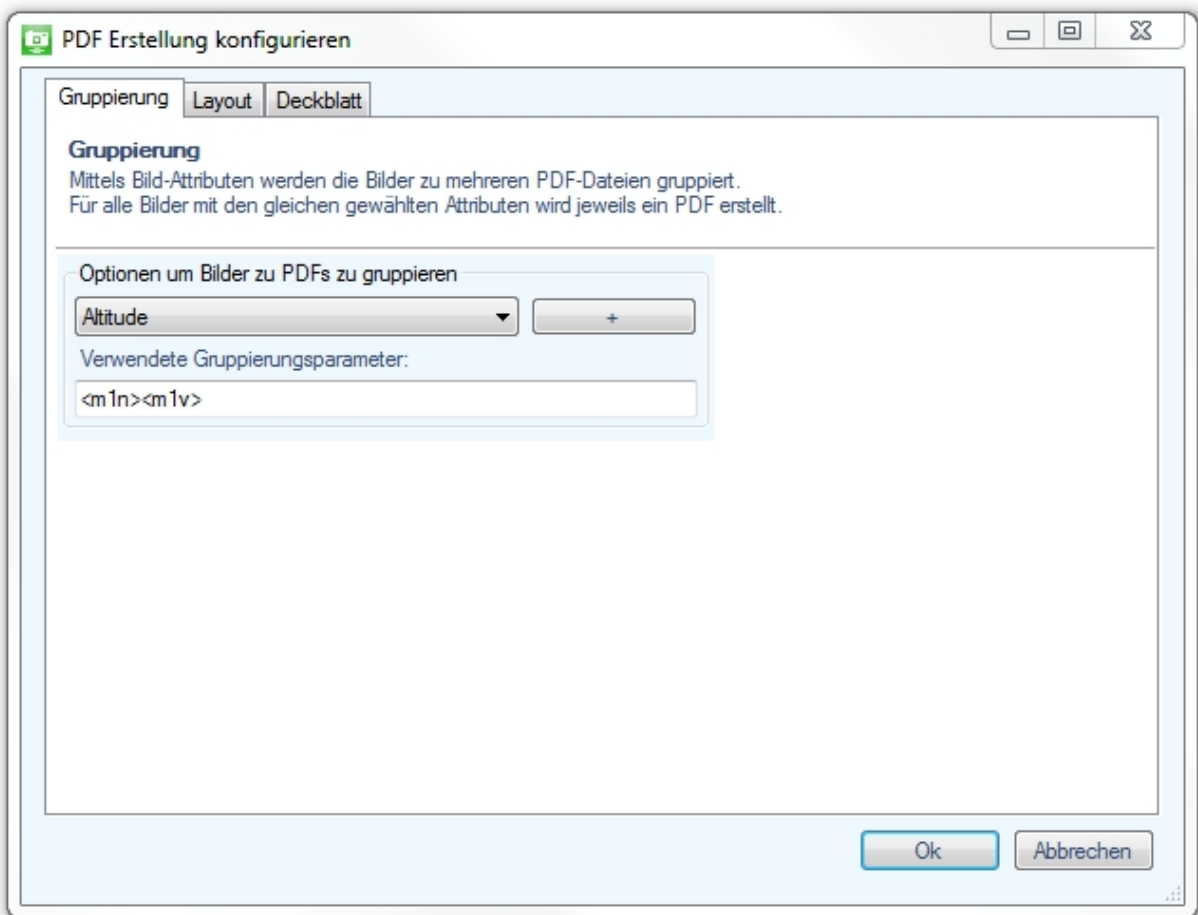 PDF Erstellung konfigurieren
Gruppierung Layout Deckblatt
Gruppierung
Mittels Bild-Attributen werden die Bilder zu mehreren PDF-Dateien gruppiert.
Für alle Bilder mit den gleichen gewählten Attributen wird jeweils ein PDF erstellt.
Optionen um Bilder zu PDFs zu gruppieren
Altitude +
Verwendete Gruppierungsparameter:
<m1n><m1v>
Ok Abbrechen